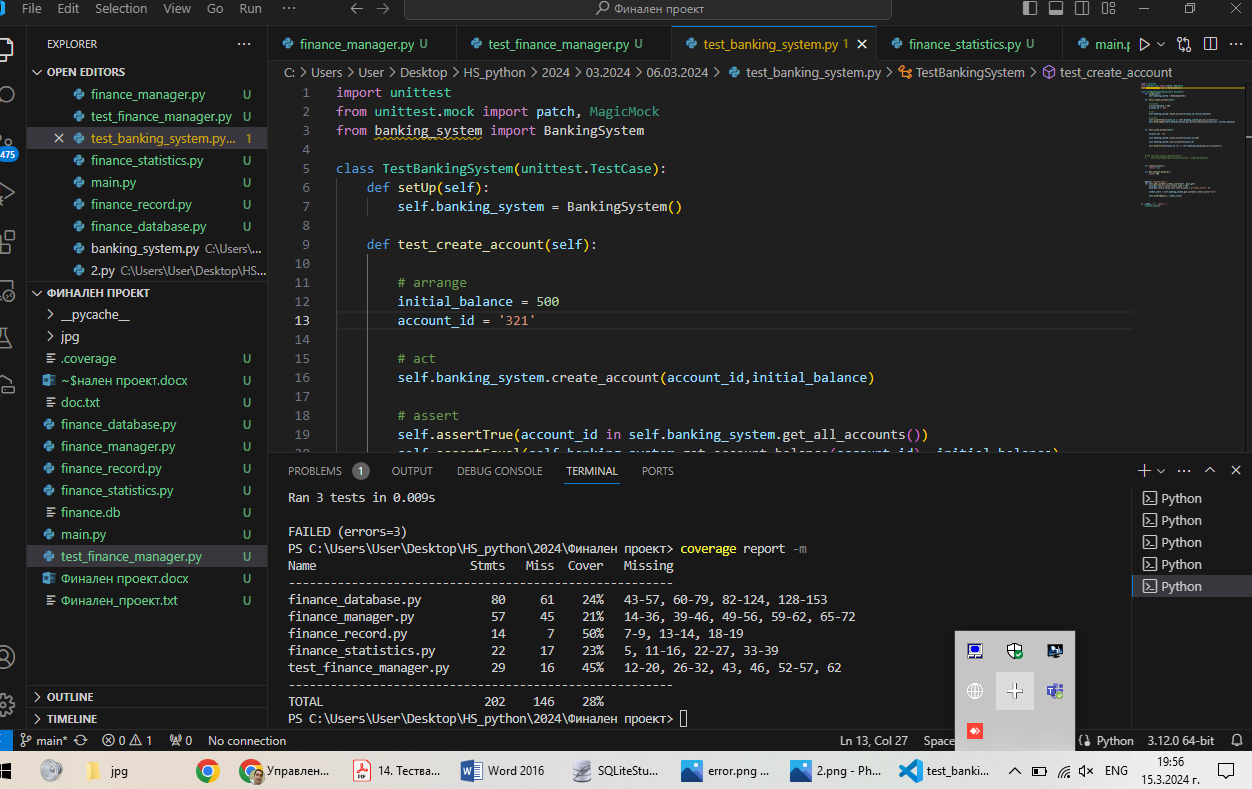 File Edit Selection View Go Run ···
Финален проект
EXPLORER ···
OPEN EDITORS
finance_manager.py U
test_finance_manager.py U
test_banking_system.py... 1
finance_statistics.py U
main.py U
finance_record.py U
finance_database.py U
banking_system.py C:\Users\...
2.py C:\Users\User\Desktop\HS...
475
ФИНАЛЕН ПРОЕКТ
__pycache__
jpg
.coverage U
~$нален проект.docx U
doc.txt U
finance_database.py U
finance_manager.py U
finance_record.py U
finance_statistics.py U
finance.db U
main.py U
test_finance_manager.py U
Финален проект.docx U
Финален_проект.txt U
OUTLINE
TIMELINE
finance_manager.py U test_finance_manager.py U test_banking_system.py 1 finance_statistics.py U main.p
C: > Users > User > Desktop > HS_python > 2024 > 03.2024 > 06.03.2024 > test_banking_system.py > TestBankingSystem > test_create_account
1 import unittest
2 from unittest.mock import patch, MagicMock
3 from banking_system import BankingSystem
4
5 class TestBankingSystem(unittest.TestCase):
6 def setUp(self):
7 self.banking_system = BankingSystem()
8
9 def test_create_account(self):
10
11 # arrange
12 initial_balance = 500
13 account_id = '321'
14
15 # act
16 self.banking_system.create_account(account_id,initial_balance)
17
18 # assert
19 self.assertTrue(account_id in self.banking_system.get_all_accounts())
20 self.assertEqual(self.banking_system.get_account_balance(account_id), initial_balance)
PROBLEMS 1 OUTPUT DEBUG CONSOLE TERMINAL PORTS
Ran 3 tests in 0.009s
FAILED (errors=3)
PS C:\Users\User\Desktop\HS_python\2024\Финален проект> coverage report -m
Name Stmts Miss Cover Missing
-------------------------------------------------------
finance_database.py 80 61 24% 43-57, 60-79, 82-124, 128-153
finance_manager.py 57 45 21% 14-36, 39-46, 49-56, 59-62, 65-72
finance_record.py 14 7 50% 7-9, 13-14, 18-19
finance_statistics.py 22 17 23% 5, 11-16, 22-27, 33-39
test_finance_manager.py 29 16 45% 12-20, 26-32, 43, 46, 52-57, 62
-------------------------------------------------------
TOTAL 202 146 28%
PS C:\Users\User\Desktop\HS_python\2024\Финален проект>
Python
Python
Python
Python
Python
main* 0 1 0 No connection Ln 13, Col 27 Space Python 3.12.0 64-bit
jpg Управлен... 14. Тества... Word 2016 SQLiteStu... error.png ... 2.png - Ph... test_banki... ENG 19:56
15.3.2024 г.